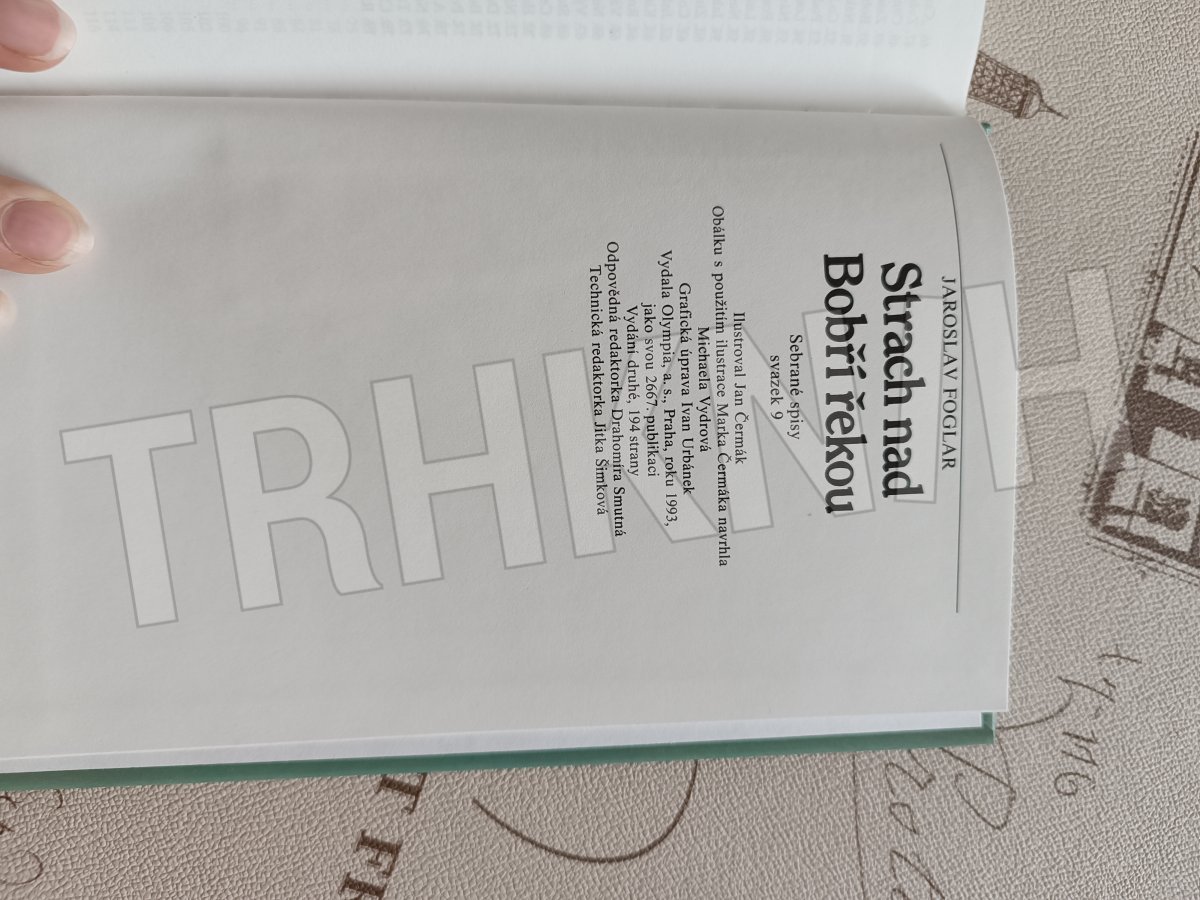 JAROSLAV FOGLAR
Strach nad
Bobří řekou
Sebrané spisy
svazek 9
Ilustroval Jan Čermák
Obálku s použitím ilustrace Marka Čermáka navrhla
Michaela Vydrová
Grafická úprava Ivan Urbánek
Vydala Olympia, a. s., Praha, roku 1993,
jako svou 2667. publikaci
Vydání druhé, 194 strany
Odpovědná redaktorka Drahomíra Smutná
Technická redaktorka Jitka Šimková
TRHKNIH